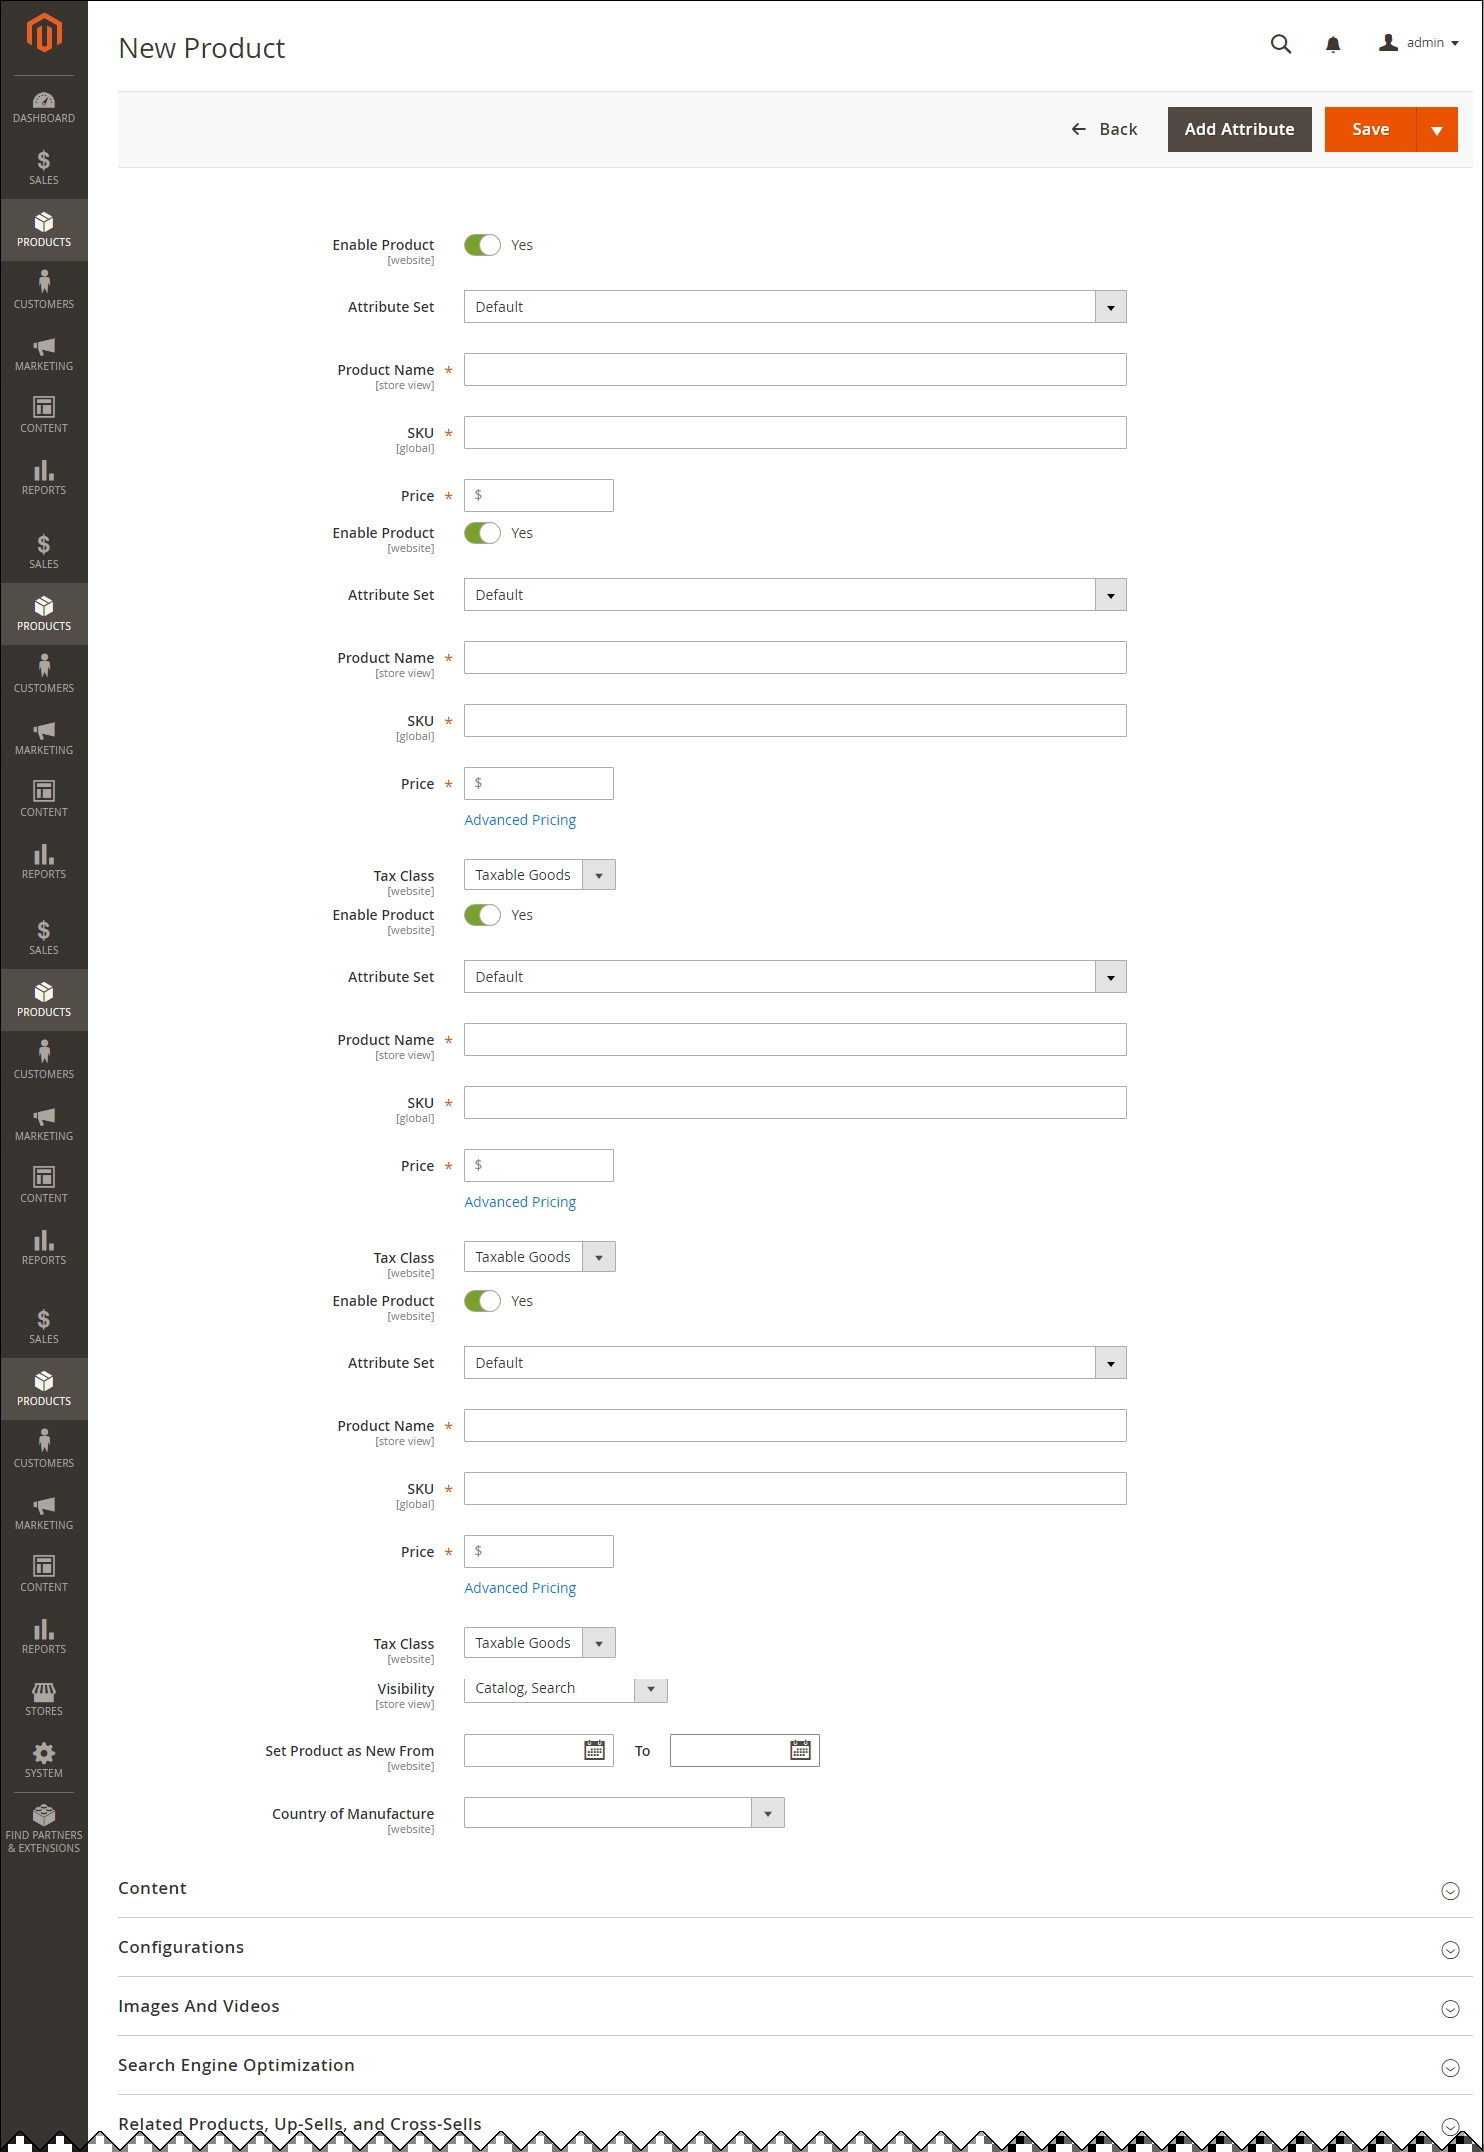 New Product
admin
Back
Add Attribute
Save
DASHBOARD
SALES
PRODUCTS
CUSTOMERS
MARKETING
CONTENT
REPORTS
SALES
PRODUCTS
CUSTOMERS
MARKETING
CONTENT
REPORTS
SALES
PRODUCTS
CUSTOMERS
MARKETING
CONTENT
REPORTS
SALES
PRODUCTS
CUSTOMERS
MARKETING
CONTENT
REPORTS
STORES
SYSTEM
FIND PARTNERS
& EXTENSIONS
Enable Product Yes
[website]
Attribute Set Default
Product Name *
[store view]
SKU *
[global]
Price * $
Enable Product Yes
[website]
Attribute Set Default
Product Name *
[store view]
SKU *
[global]
Price * $
Advanced Pricing
Tax Class Taxable Goods
[website]
Enable Product Yes
[website]
Attribute Set Default
Product Name *
[store view]
SKU *
[global]
Price * $
Advanced Pricing
Tax Class Taxable Goods
[website]
Enable Product Yes
[website]
Attribute Set Default
Product Name *
[store view]
SKU *
[global]
Price * $
Advanced Pricing
Tax Class Taxable Goods
[website]
Visibility Catalog, Search
[store view]
Set Product as New From To
[website]
Country of Manufacture
[website]
Content
Configurations
Images And Videos
Search Engine Optimization
Related Products, Up-Sells, and Cross-Sells